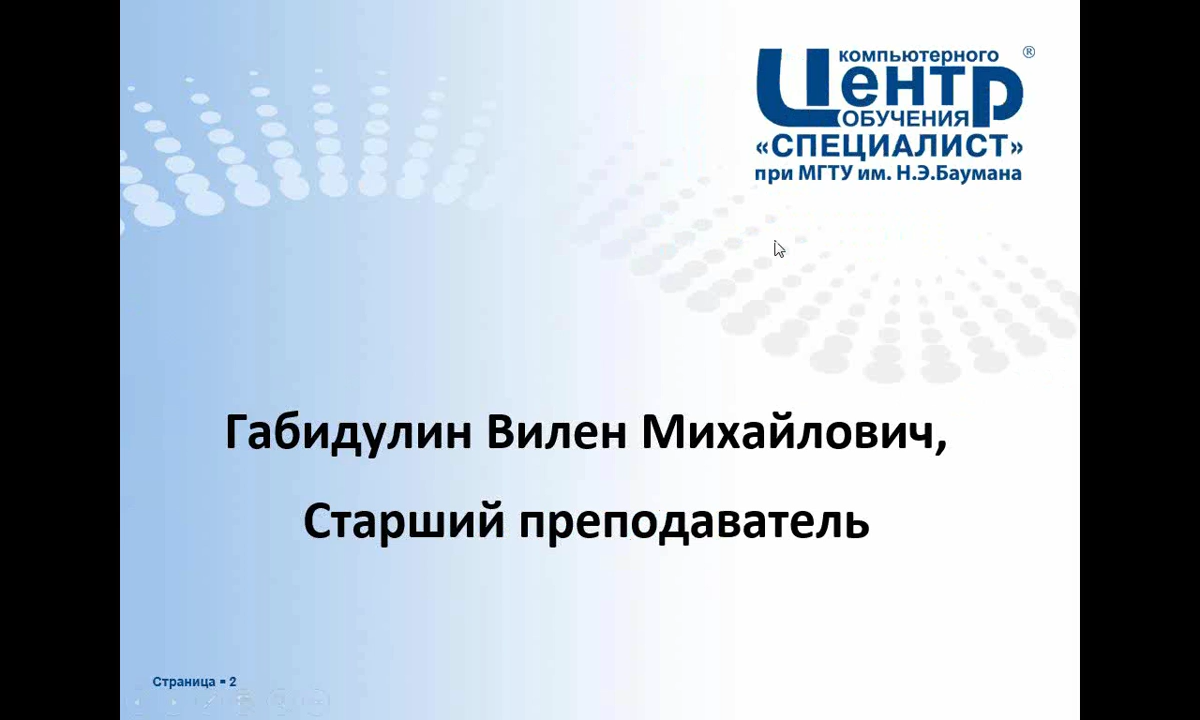 компьютерного ®
Центр
ОБУЧЕНИЯ
«СПЕЦИАЛИСТ»
при МГТУ им. Н.Э.Баумана
Габидулин Вилен Михайлович,
Старший преподаватель
Страница ▪ 2